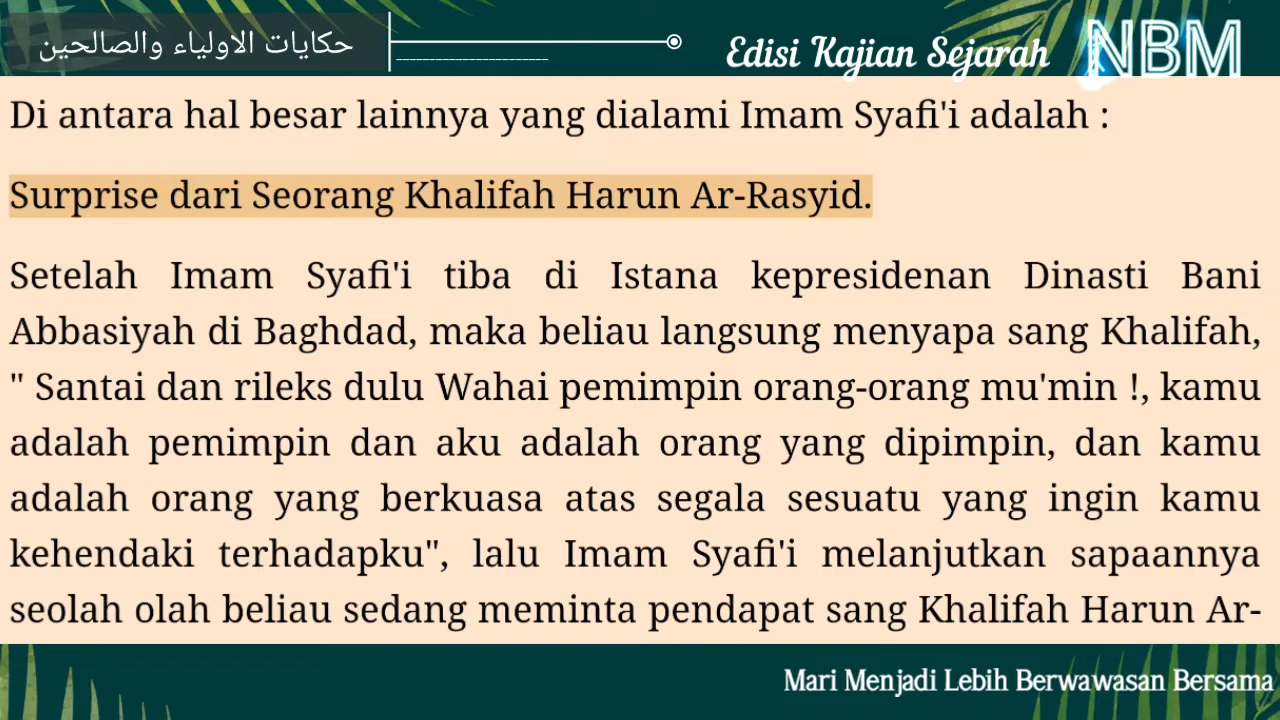 حكايات الاولياء والصالحين
Edisi Kajian Sejarah
NBM
Di antara hal besar lainnya yang dialami Imam Syafi'i adalah :
Surprise dari Seorang Khalifah Harun Ar-Rasyid.
Setelah Imam Syafi'i tiba di Istana kepresidenan Dinasti Bani
Abbasiyah di Baghdad, maka beliau langsung menyapa sang Khalifah,
" Santai dan rileks dulu Wahai pemimpin orang-orang mu'min !, kamu
adalah pemimpin dan aku adalah orang yang dipimpin, dan kamu
adalah orang yang berkuasa atas segala sesuatu yang ingin kamu
kehendaki terhadapku", lalu Imam Syafi'i melanjutkan sapaannya
seolah olah beliau sedang meminta pendapat sang Khalifah Harun Ar-
Mari Menjadi Lebih Berwawasan Bersama